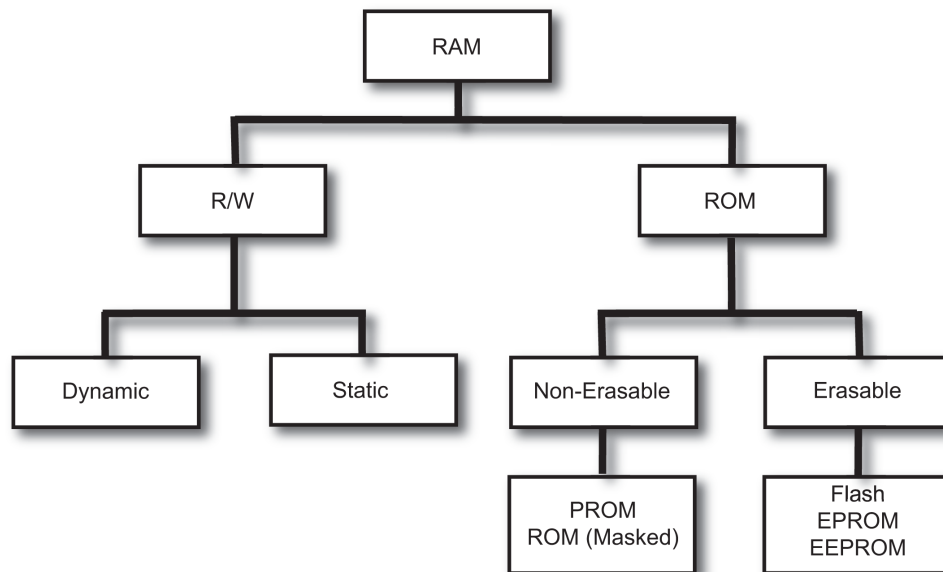 RAM
R/W
ROM
Dynamic
Static
Non-Erasable
Erasable
PROM
ROM (Masked)
Flash
EPROM
EEPROM